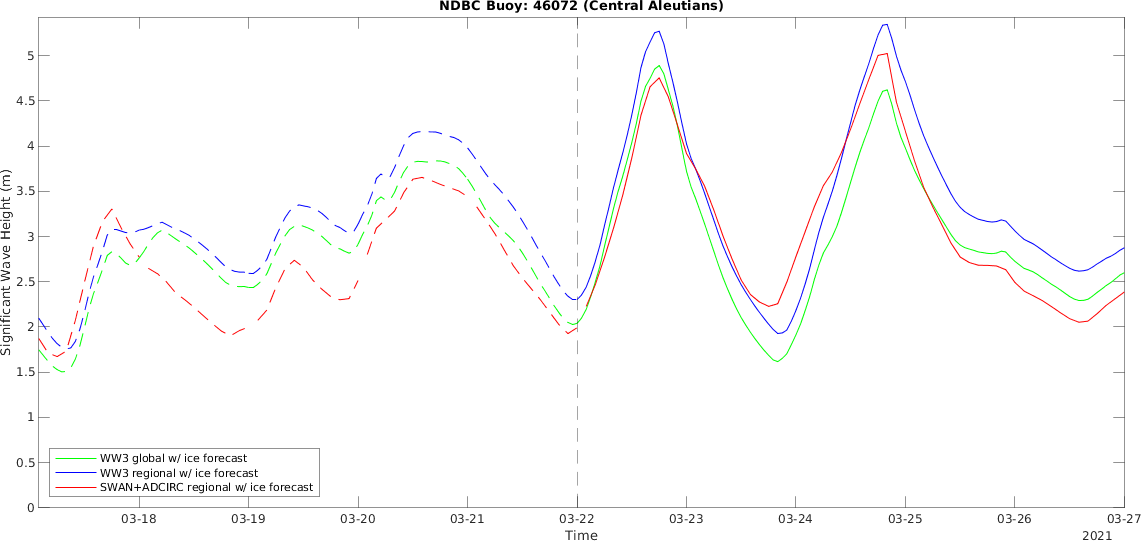 NDBC Buoy: 46072 (Central Aleutians)
Significant Wave Height (m)
5
4.5
4
3.5
3
2.5
2
1.5
1
0.5
0
WW3 global w/ ice forecast
WW3 regional w/ ice forecast
SWAN+ADCIRC regional w/ ice forecast
03-18 03-19 03-20 03-21 03-22 03-23 03-24 03-25 03-26 03-27
Time
2021